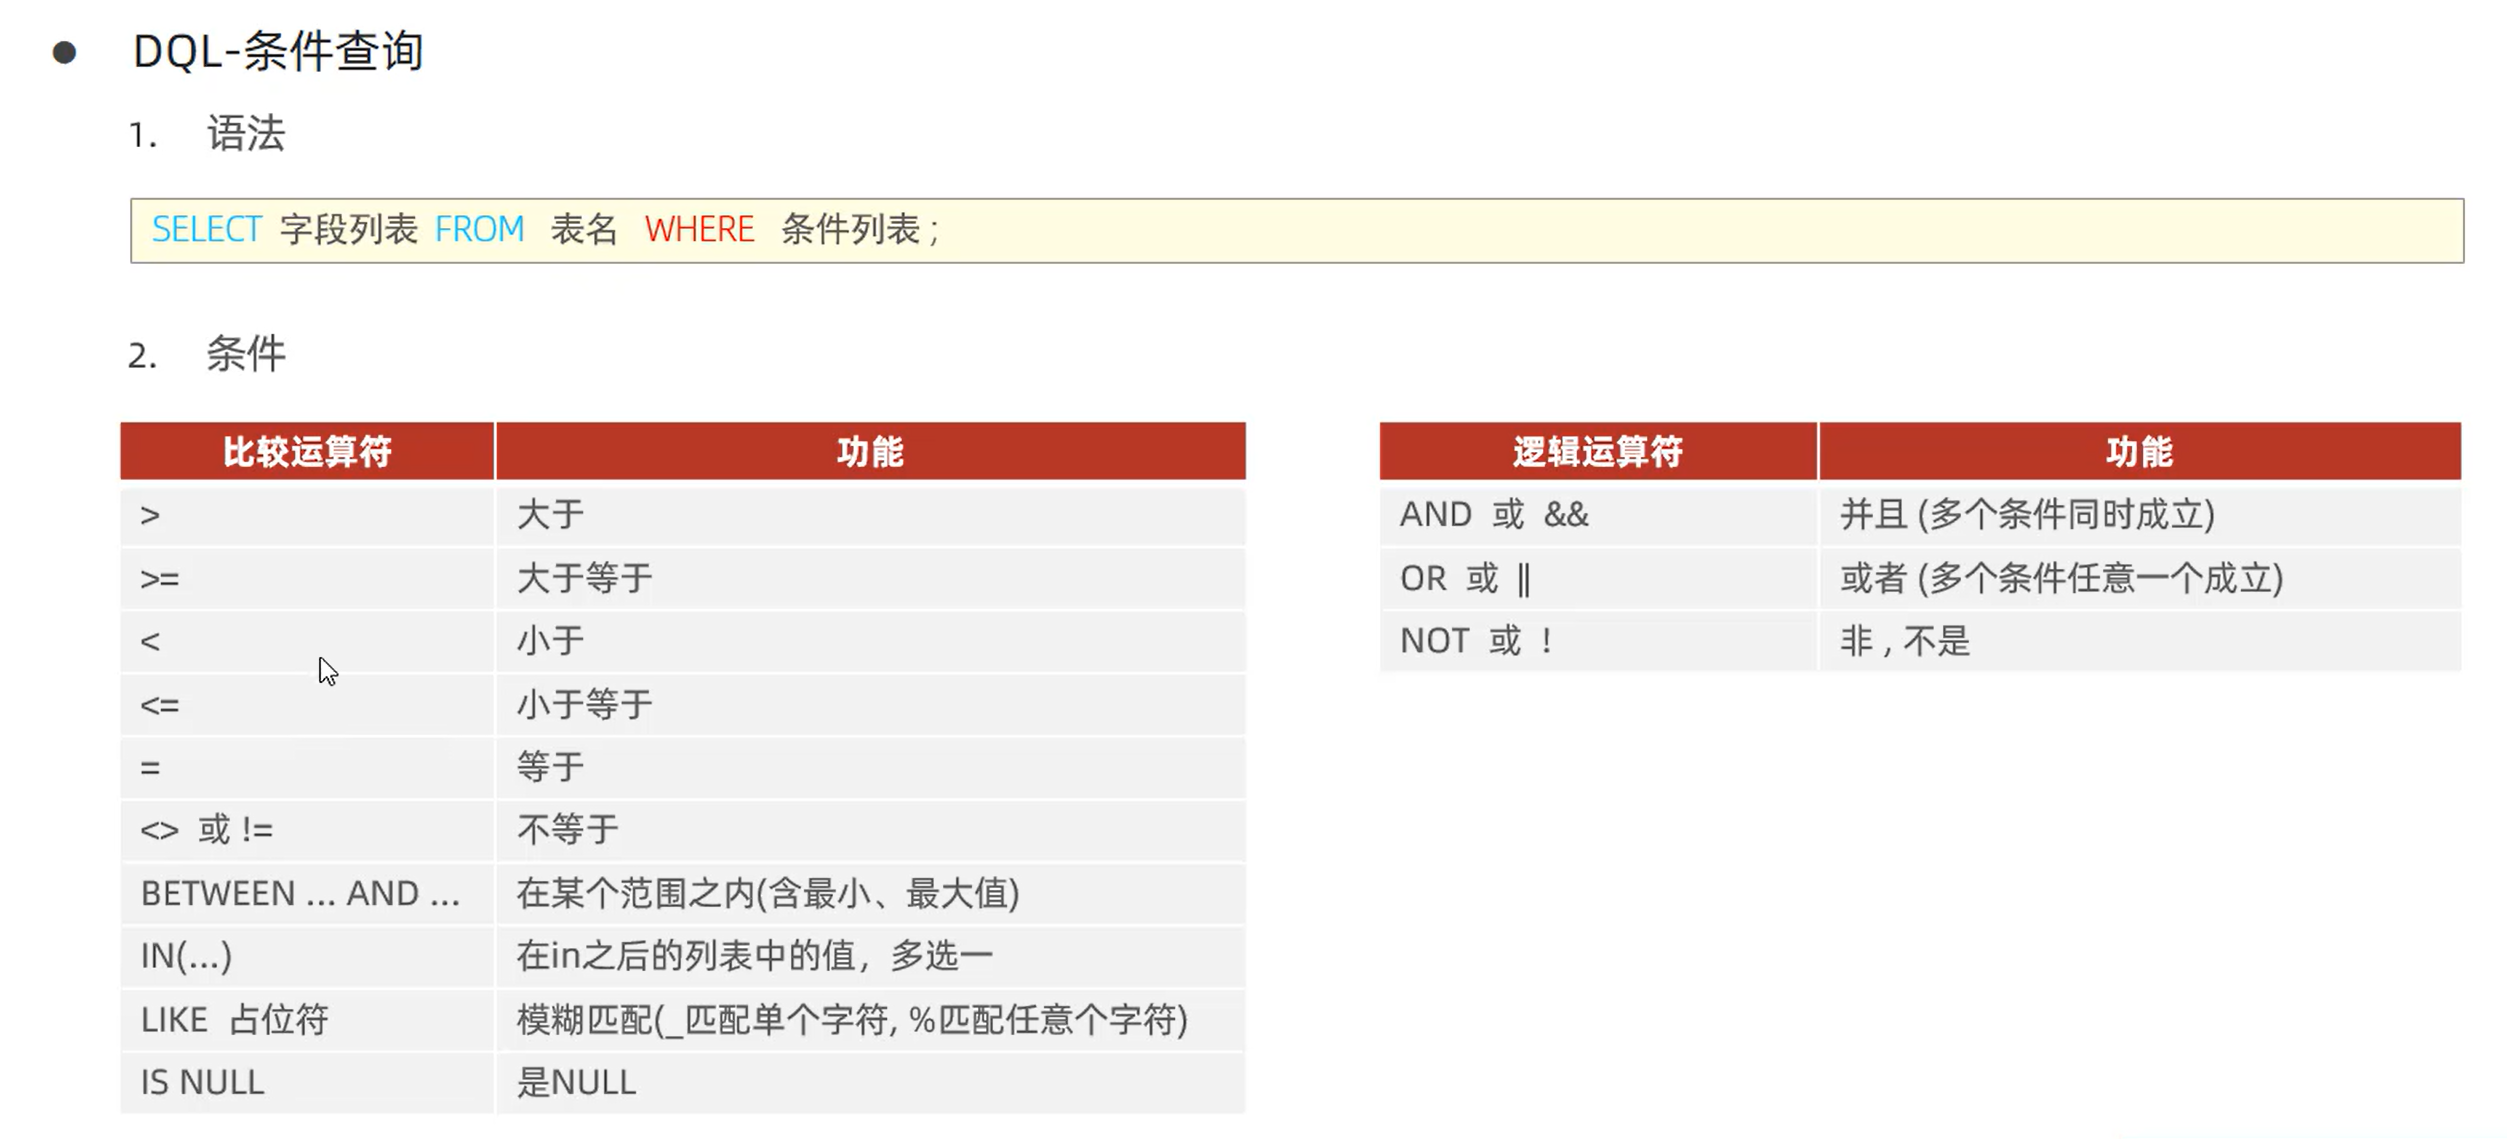 ● DQL-条件查询
1. 语法
SELECT 字段列表 FROM 表名 WHERE 条件列表 ;
2. 条件
比较运算符 功能
> 大于
>= 大于等于
< 小于
<= 小于等于
= 等于
<> 或 != 不等于
BETWEEN ... AND ... 在某个范围之内(含最小、最大值)
IN(...) 在in之后的列表中的值，多选一
LIKE 占位符 模糊匹配(_匹配单个字符, %匹配任意个字符)
IS NULL 是NULL
逻辑运算符 功能
AND 或 && 并且 (多个条件同时成立)
OR 或 || 或者 (多个条件任意一个成立)
NOT 或 ! 非 , 不是